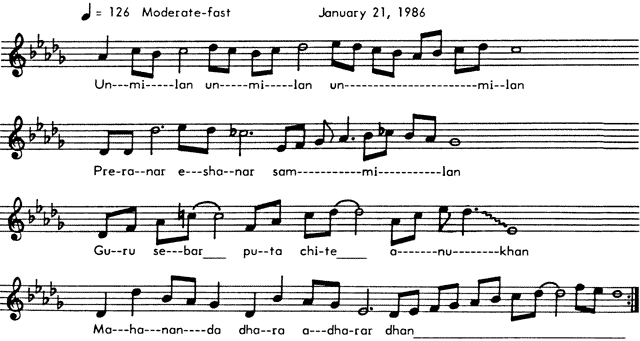 ♩ = 126 Moderate-fast January 21, 1986
Un---mi-----lan un----mi----lan un-----------------------mi--lan
Pre-ra--nar e---sha--nar sam-----------mi-----------lan
Gu--ru se--bar___ pu--ta chi-te____ a------nu------khan
Ma---ha--nan---da dha--ra a--dha-rar dhan______________________________